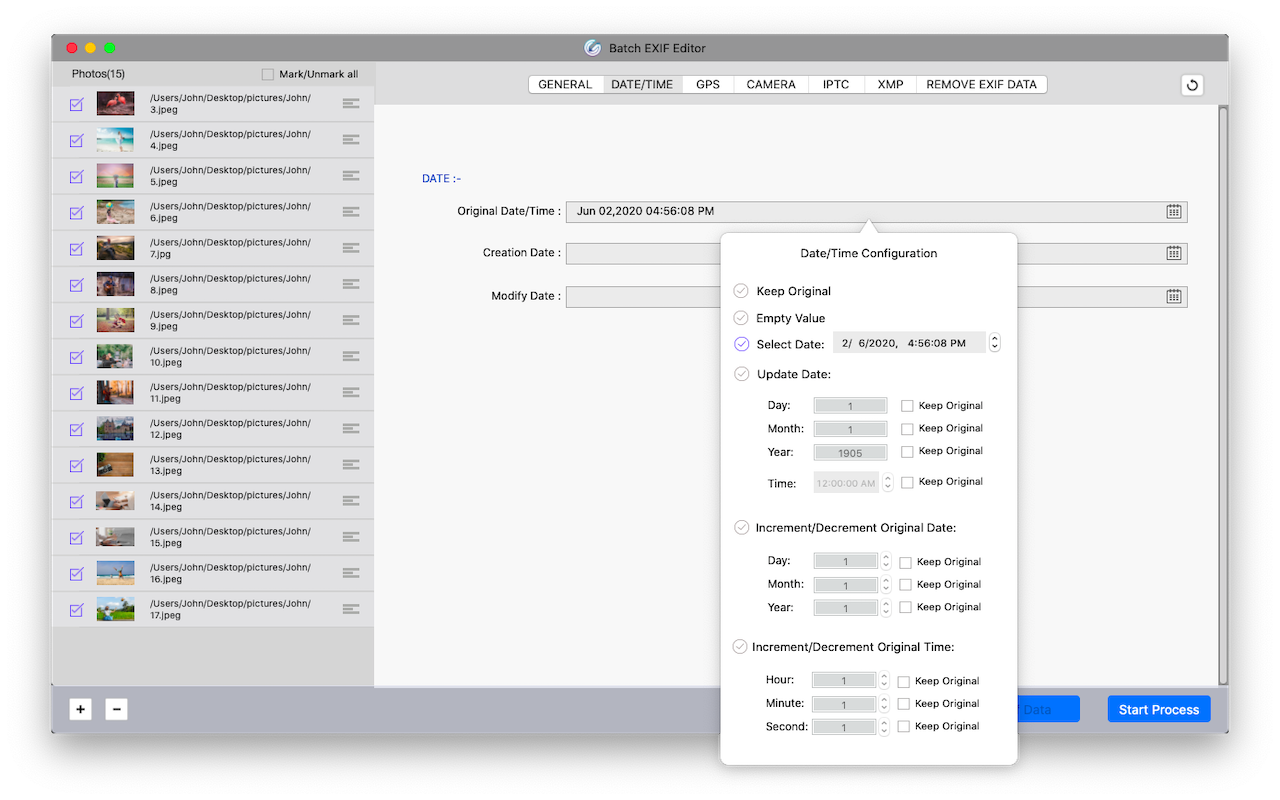 Batch EXIF Editor
Photos(15)
Mark/Unmark all
GENERAL
DATE/TIME
GPS
CAMERA
IPTC
XMP
REMOVE EXIF DATA
/Users/John/Desktop/pictures/John/
3.jpeg
/Users/John/Desktop/pictures/John/
4.jpeg
/Users/John/Desktop/pictures/John/
5.jpeg
/Users/John/Desktop/pictures/John/
6.jpeg
/Users/John/Desktop/pictures/John/
7.jpg
/Users/John/Desktop/pictures/John/
8.jpeg
/Users/John/Desktop/pictures/John/
9.jpeg
/Users/John/Desktop/pictures/John/
10.jpeg
/Users/John/Desktop/pictures/John/
11.jpeg
/Users/John/Desktop/pictures/John/
12.jpeg
/Users/John/Desktop/pictures/John/
13.jpeg
/Users/John/Desktop/pictures/John/
14.jpeg
/Users/John/Desktop/pictures/John/
15.jpeg
/Users/John/Desktop/pictures/John/
16.jpeg
/Users/John/Desktop/pictures/John/
17.jpeg
+ −
DATE :-
Original Date/Time : Jun 02,2020 04:56:08 PM
Creation Date :
Modify Date :
Date/Time Configuration
Keep Original
Empty Value
Select Date: 2/ 6/2020, 4:56:08 PM
Update Date:
Day: 1 Keep Original
Month: 1 Keep Original
Year: 1905 Keep Original
Time: 12:00:00 AM Keep Original
Increment/Decrement Original Date:
Day: 1 Keep Original
Month: 1 Keep Original
Year: 1 Keep Original
Increment/Decrement Original Time:
Hour: 1 Keep Original
Minute: 1 Keep Original
Second: 1 Keep Original
Data
Start Process